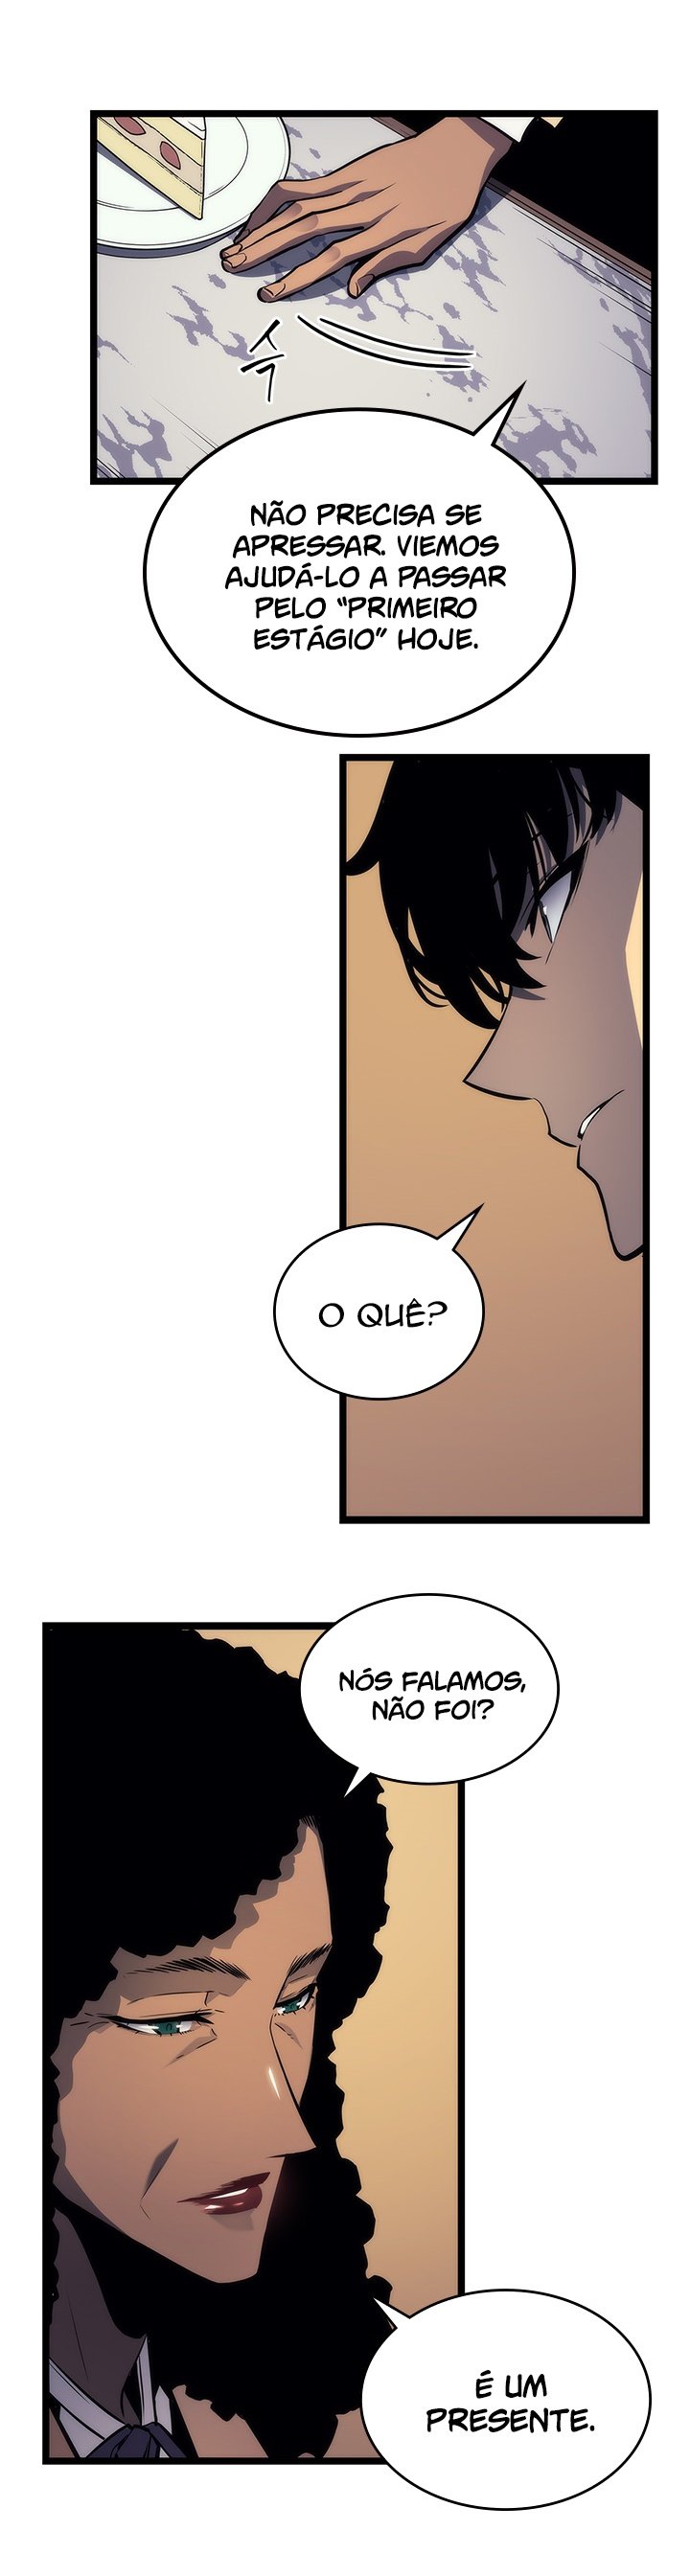 스윽
NÃO PRECISA SE
APRESSAR. VIEMOS
AJUDÁ-LO A PASSAR
PELO “PRIMEIRO
ESTÁGIO” HOJE.
O QUÊ?
NÓS FALAMOS,
NÃO FOI?
É UM
PRESENTE.